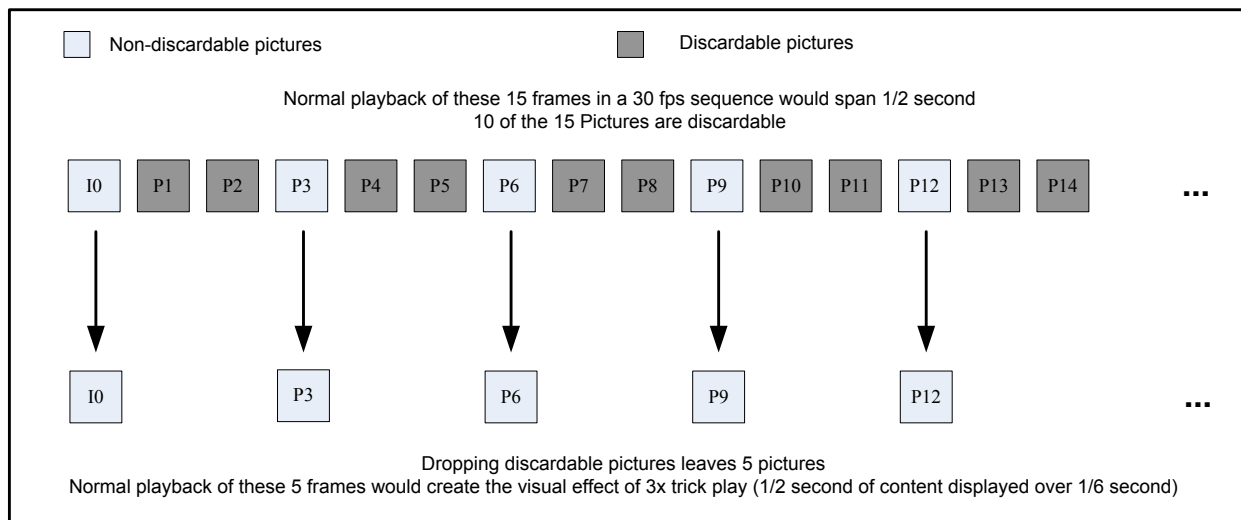 Non-discardable pictures
Discardable pictures
Normal playback of these 15 frames in a 30 fps sequence would span 1/2 second
10 of the 15 Pictures are discardable
I0 P1 P2 P3 P4 P5 P6 P7 P8 P9 P10 P11 P12 P13 P14 ...
I0 P3 P6 P9 P12 ...
Dropping discardable pictures leaves 5 pictures
Normal playback of these 5 frames would create the visual effect of 3x trick play (1/2 second of content displayed over 1/6 second)